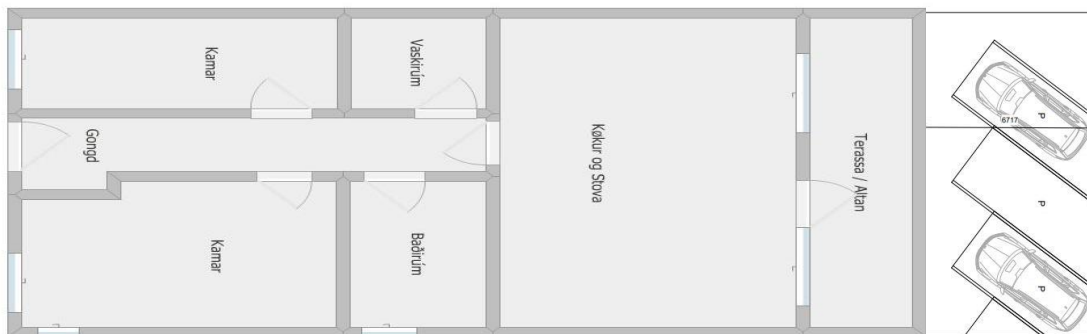 Kamar
Vaskirúm
Gongd
Køkur og Stova
Terassa / Altan
Kamar
Baðirúm
P
6717
P
P